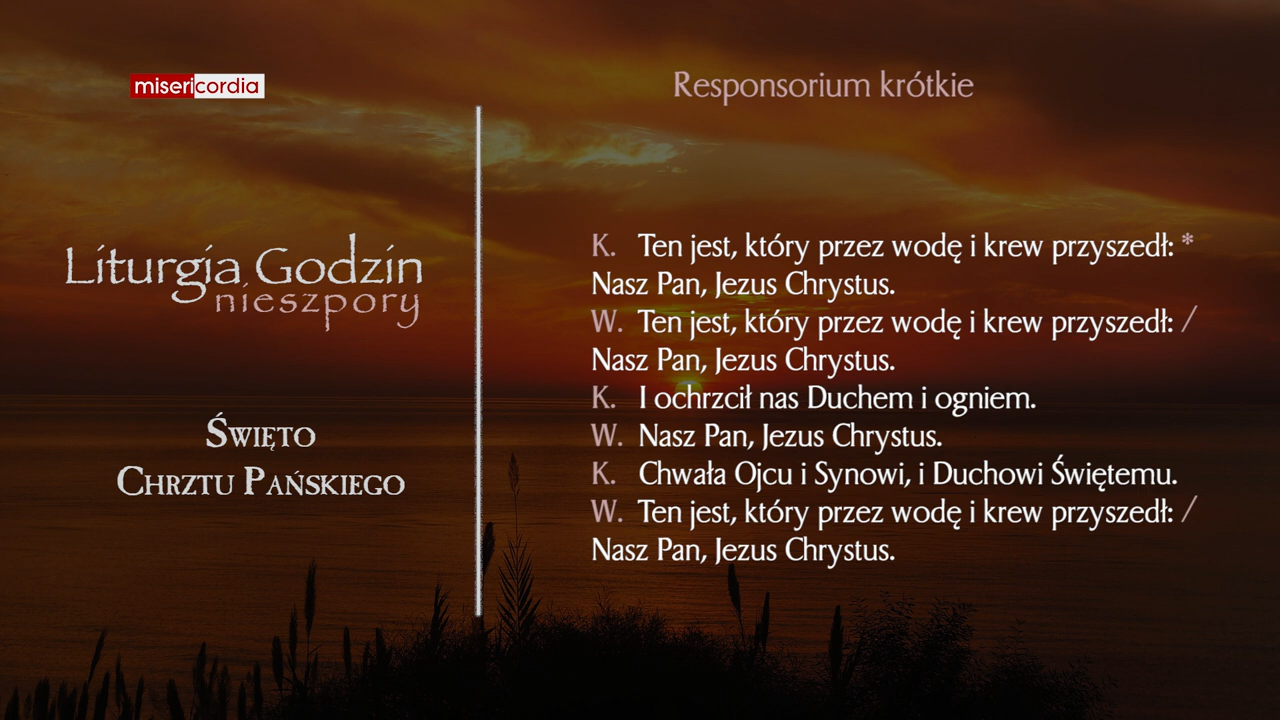 misericordia
Liturgia Godzin
nieszpory
Święto
Chrztu Pańskiego
Responsorium krótkie
K. Ten jest, który przez wodę i krew przyszedł: *
Nasz Pan, Jezus Chrystus.
W. Ten jest, który przez wodę i krew przyszedł: /
Nasz Pan, Jezus Chrystus.
K. I ochrzcił nas Duchem i ogniem.
W. Nasz Pan, Jezus Chrystus.
K. Chwała Ojcu i Synowi, i Duchowi Świętemu.
W. Ten jest, który przez wodę i krew przyszedł: /
Nasz Pan, Jezus Chrystus.